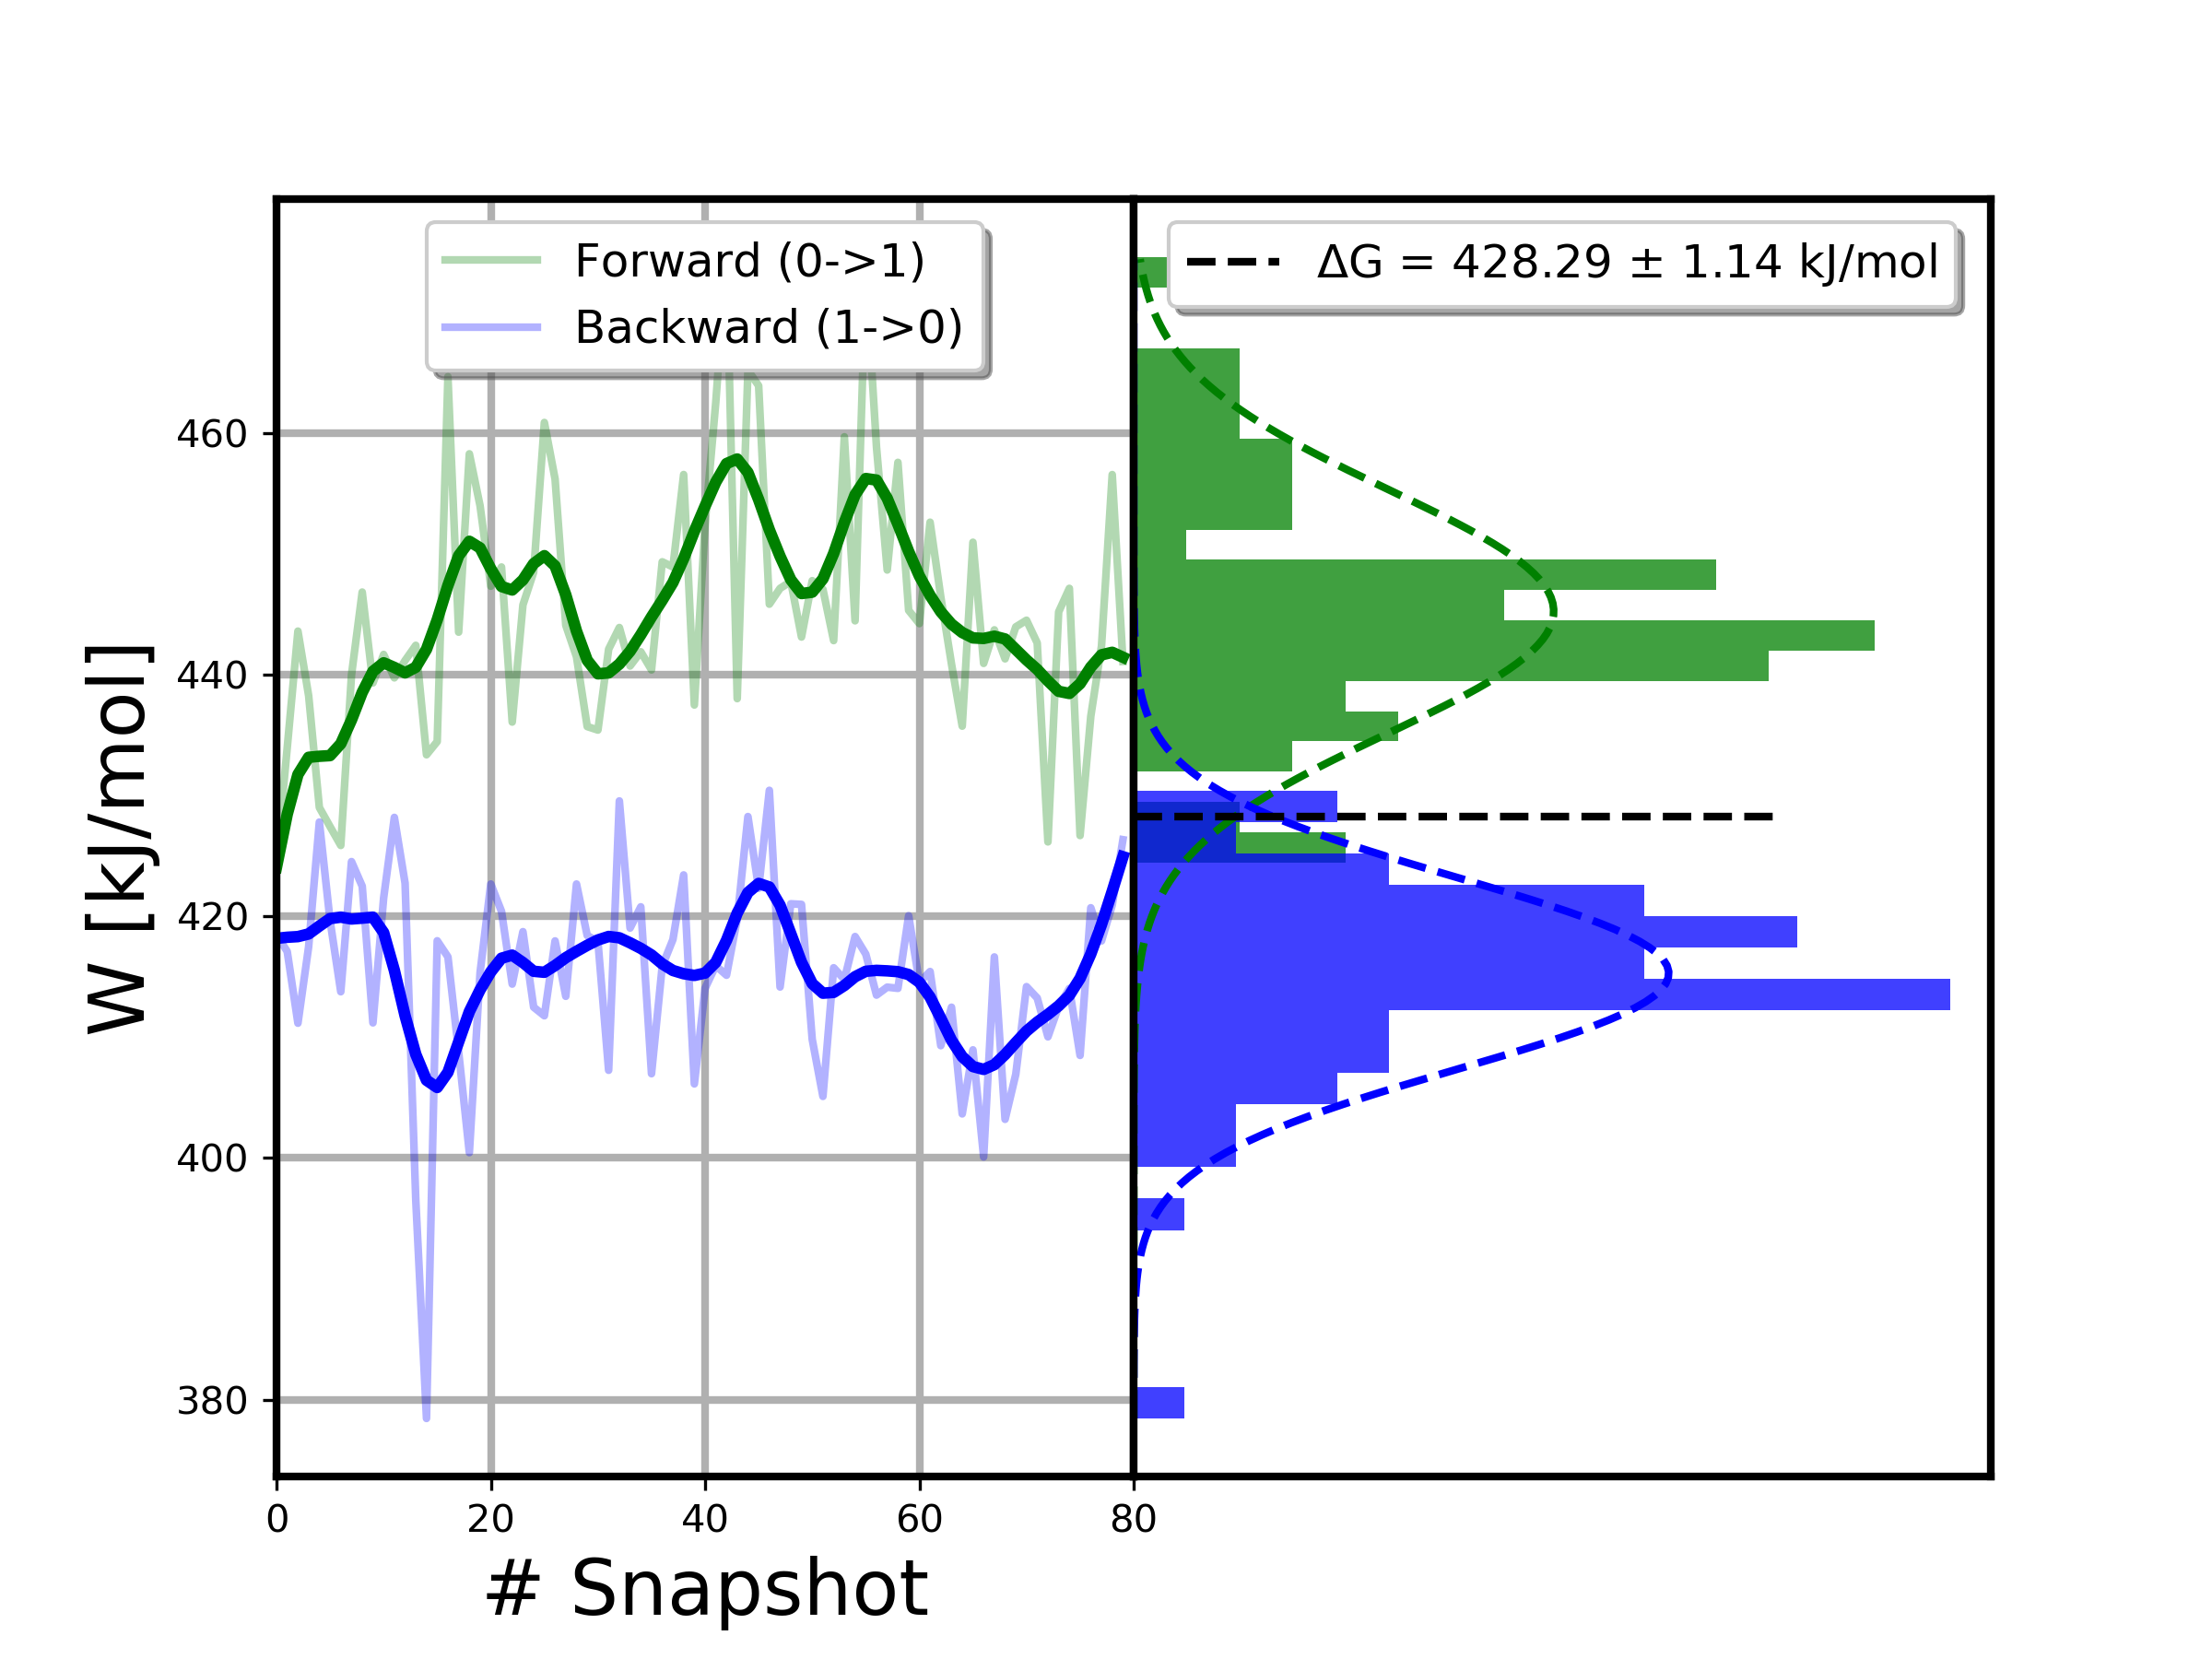 Forward (0->1)
Backward (1->0)
ΔG = 428.29 ± 1.14 kJ/mol
W [kJ/mol]
460
440
420
400
380
0 20 40 60 80
# Snapshot